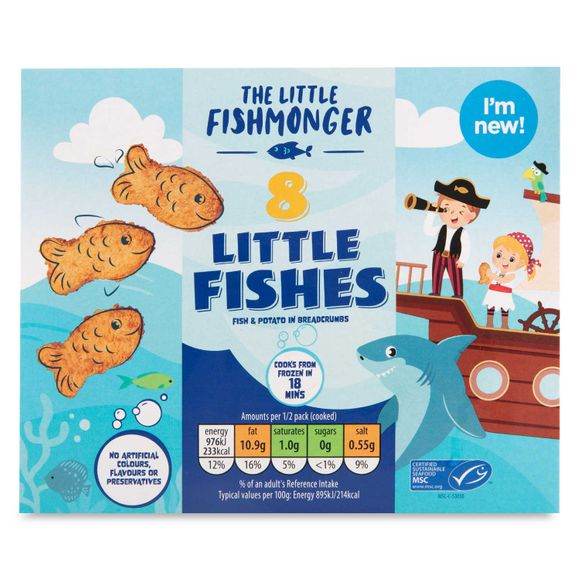 THE LITTLE
FISHMONGER
I'm
new!
8
LITTLE
FISHES
FISH & POTATO IN BREADCRUMBS
COOKS FROM
FROZEN IN
18
MINS
Amounts per 1/2 pack (cooked)
energy fat saturates sugars salt
976kJ
233kcal 10.9g 1.0g 0g 0.55g
12% 16% 5% <1% 9%
% of an adult's Reference Intake
Typical values per 100g: Energy 895kJ/214kcal
NO ARTIFICIAL
COLOURS,
FLAVOURS OR
PRESERVATIVES
CERTIFIED
SUSTAINABLE
SEAFOOD
MSC
www.msc.org